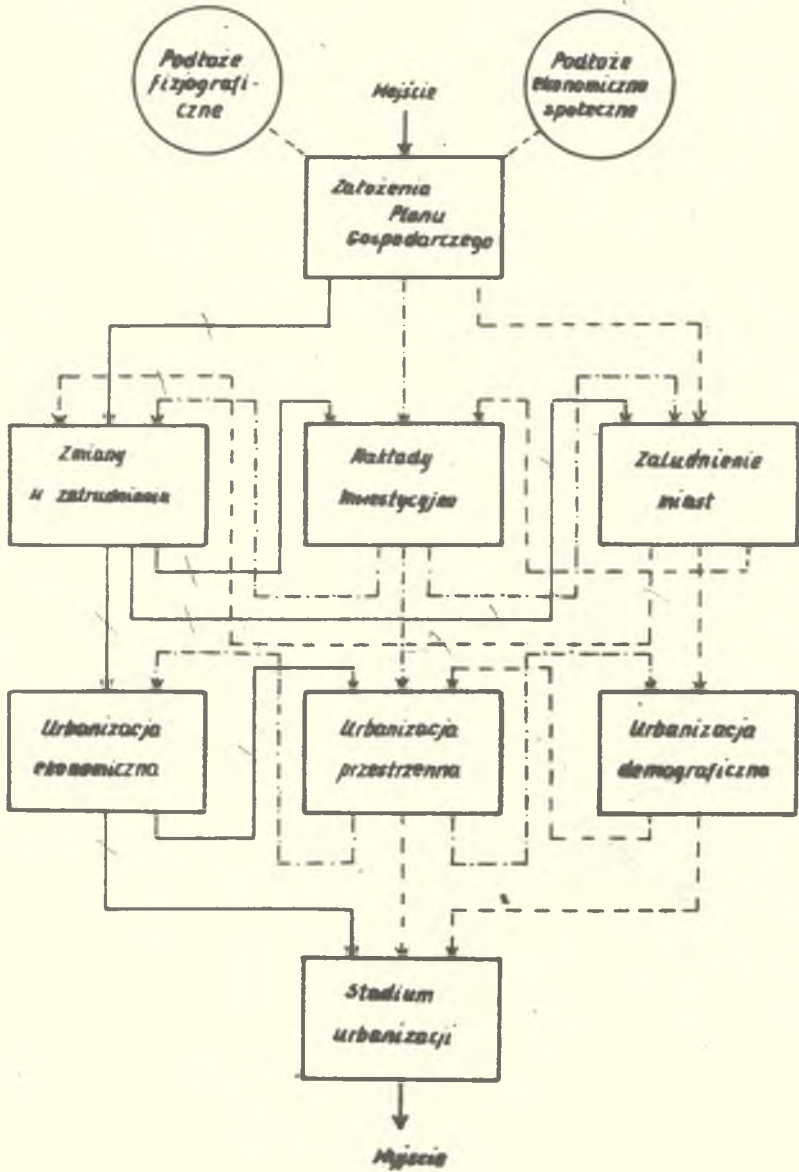 Podłoże
fizjografi-
czne
Wejście
Podłoże
ekonomiczno
społeczne
Założenia
Planu
Gospodarczego
Zmiany
w zatrudnieniu
Nakłady
Inwestycyjne
Zaludnienie
miast
Urbanizacja
ekonomiczna
Urbanizacja
przestrzenna
Urbanizacja
demograficzna
Stadium
urbanizacji
Wyjście